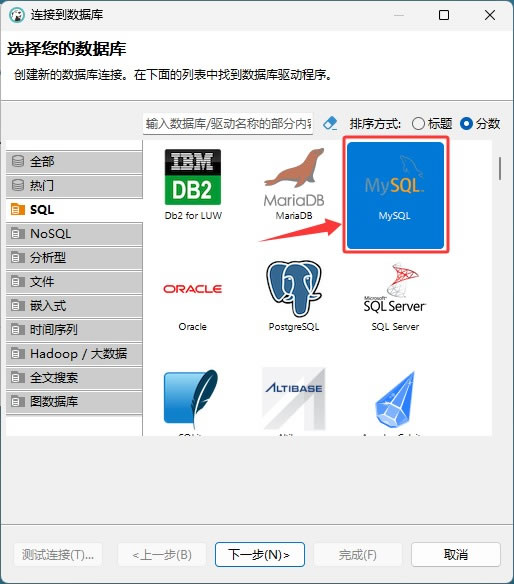 连接到数据库
选择您的数据库
创建新的数据库连接。在下面的列表中找到数据库驱动程序。
输入数据库/驱动名称的部分内容
排序方式: 标题 分数
全部
热门
SQL
NoSQL
分析型
文件
嵌入式
时间序列
Hadoop / 大数据
全文搜索
图数据库
IBM
DB2
Db2 for LUW
MariaDB
MariaDB
MySQL
MySQL
ORACLE
Oracle
PostgreSQL
Microsoft
SQL Server
SQL Server
ALTIBASE
测试连接(T)...
<上一步(B)
下一步(N)>
完成(F)
取消